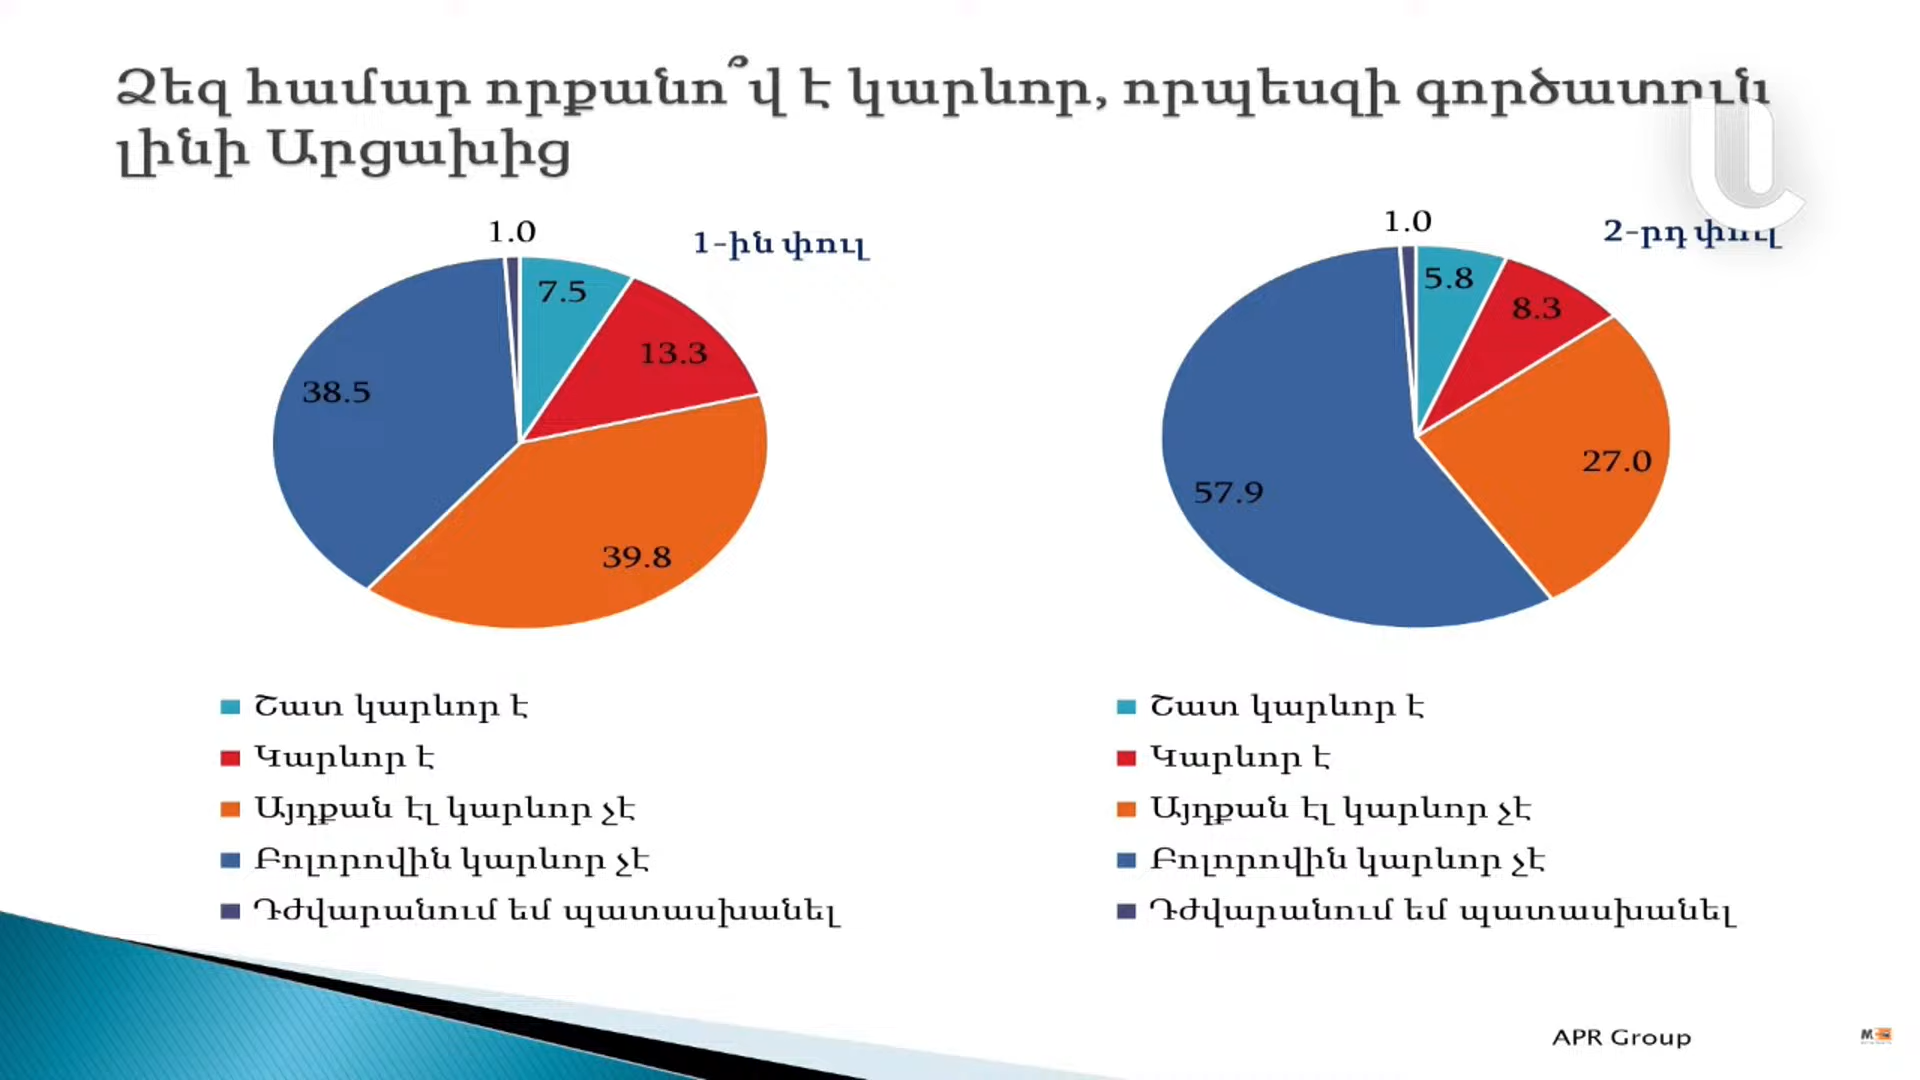 Ձեզ համար որքանո՞վ է կարևոր, որպեսզի գործատուն
լինի Արցախից
1-ին փուլ
1.0
7.5
13.3
38.5
39.8
Շատ կարևոր է
Կարևոր է
Այդքան էլ կարևոր չէ
Բոլորովին կարևոր չէ
Դժվարանում եմ պատասխանել
2-րդ փուլ
1.0
5.8
8.3
27.0
57.9
Շատ կարևոր է
Կարևոր է
Այդքան էլ կարևոր չէ
Բոլորովին կարևոր չէ
Դժվարանում եմ պատասխանել
APR Group